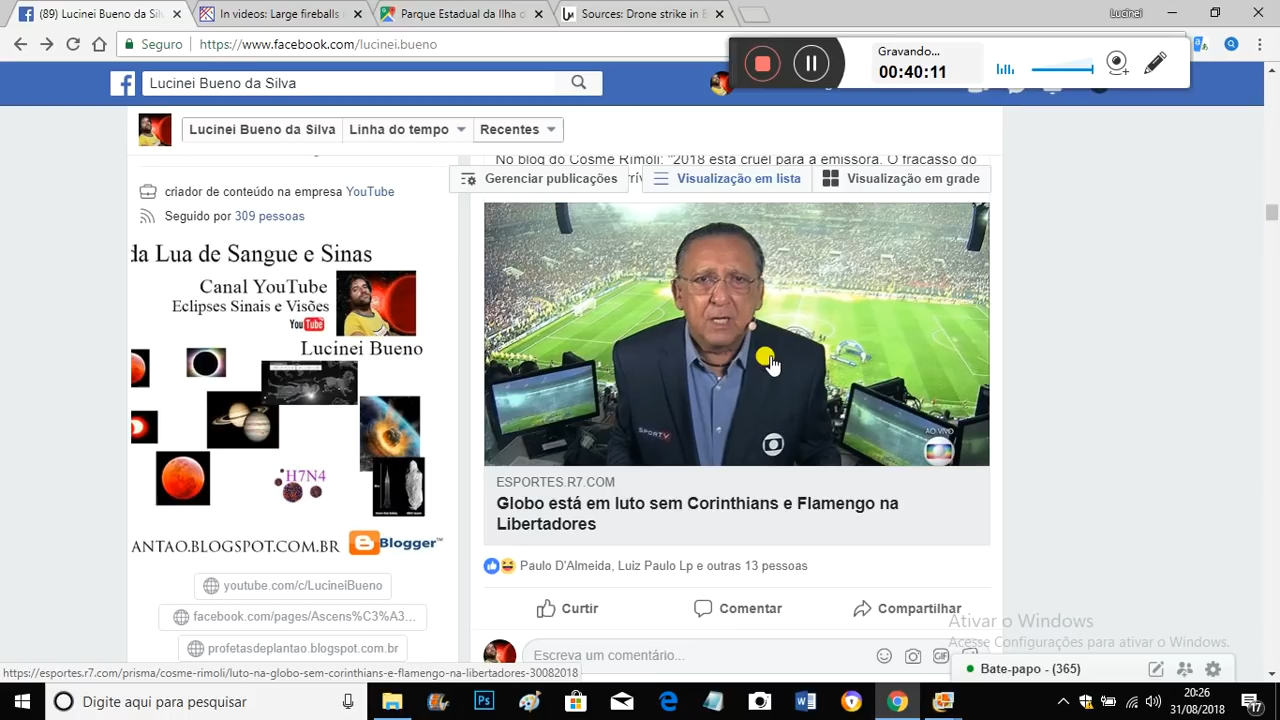 (89) Lucinei Bueno da Sil
In videos: Large fireballs r
Parque Estadual da Ilha d
Sources: Drone strike in E
Lucinei
Seguro
https://www.facebook.com/lucinei.bueno
Gravando...
00:40:11
Lucinei Bueno da Silva
Lucinei Bueno da Silva
Linha do tempo
Recentes
No blog do Cosme Rímoli: "2018 está cruel para a emissora. O fracasso do
Gerenciar publicações
Visualização em lista
Visualização em grade
criador de conteúdo na empresa YouTube
Seguido por 309 pessoas
da Lua de Sangue e Sinas
Canal YouTube
Eclipses Sinais e Visões
YouTube
Lucinei Bueno
H7N4
ANTAO.BLOGSPOT.COM.BR
Blogger™
youtube.com/c/LucineiBueno
facebook.com/pages/Ascens%C3%A3...
profetasdeplantao.blogspot.com.br
SPORTV
AO VIVO
ESPORTES.R7.COM
Globo está em luto sem Corinthians e Flamengo na
Libertadores
Paulo D'Almeida, Luiz Paulo Lp e outras 13 pessoas
Curtir
Comentar
Compartilhar
Escreva um comentário...
GIF
Ativar o Windows
Acesse Configurações para ativar o Windows.
Bate-papo - (365)
https://esportes.r7.com/prisma/cosme-rimoli/luto-na-globo-sem-corinthians-e-flamengo-na-libertadores-30082018
Digite aqui para pesquisar
20:26
31/08/2018
17